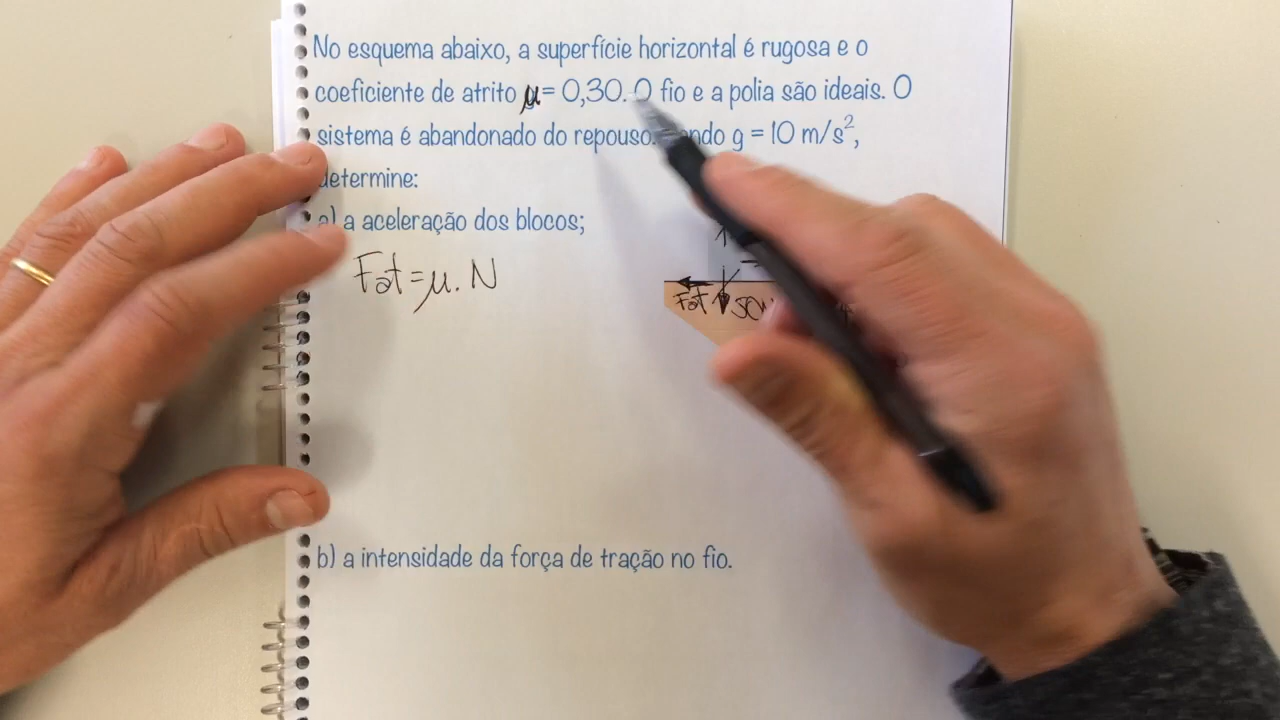 No esquema abaixo, a superfície horizontal é rugosa e o
coeficiente de atrito μ = 0,30. O fio e a polia são ideais. O
sistema é abandonado do repouso. g = 10 m/s²,
determine:
a) a aceleração dos blocos;
Fat=μ.N
Fat 50N
b) a intensidade da força de tração no fio.